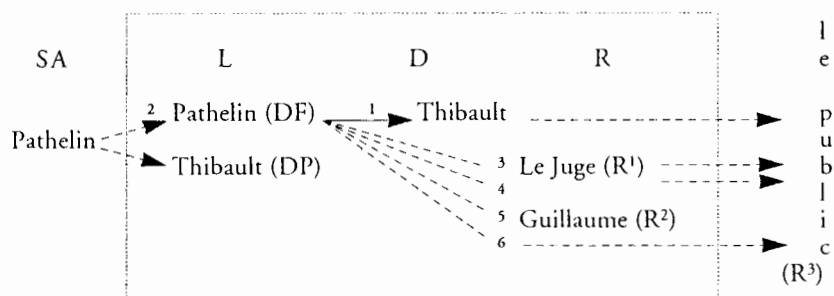 SA L D R
2 Pathelin (DF) 1 Thibault
Pathelin
Thibault (DP)
3 Le Juge (R¹)
4
5 Guillaume (R²)
6
le
public
(R³)